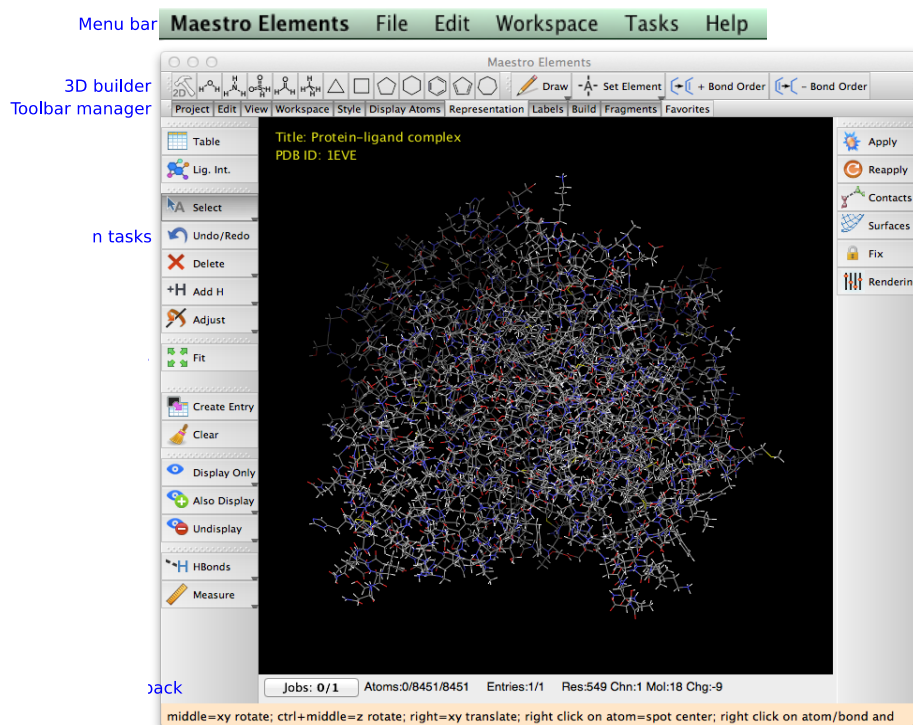 Menu bar Maestro Elements File Edit Workspace Tasks Help
Maestro Elements
3D builder 2D Draw -A- Set Element + Bond Order - Bond Order
Toolbar manager Project Edit View Workspace Style Display Atoms Representation Labels Build Fragments Favorites
Title: Protein-ligand complex
PDB ID: 1EVE
Table
Lig. Int.
Select
n tasks Undo/Redo
Delete
+H Add H
Adjust
Fit
Create Entry
Clear
Display Only
Also Display
Undisplay
H HBonds
Measure
Apply
Reapply
Contacts
Surfaces
Fix
Renderin
back Jobs: 0/1 Atoms:0/8451/8451 Entries:1/1 Res:549 Chn:1 Mol:18 Chg:-9
middle=xy rotate; ctrl+middle=z rotate; right=xy translate; right click on atom=spot center; right click on atom/bond and